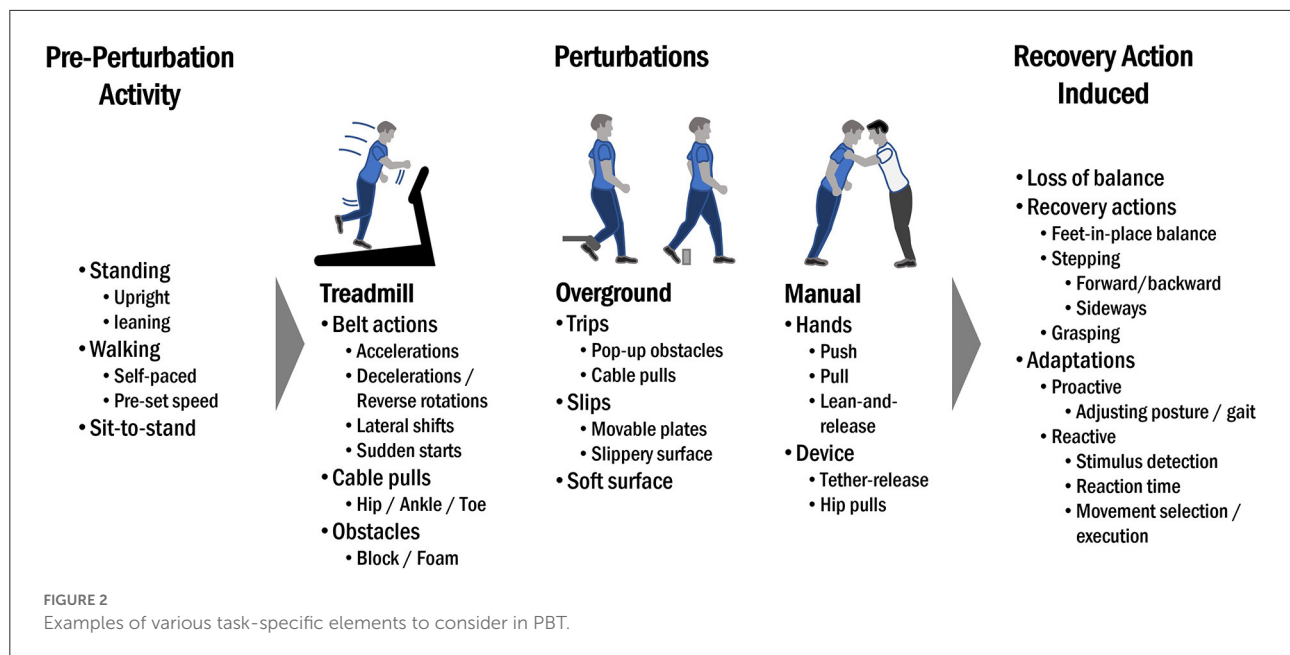 Pre-Perturbation
Activity
• Standing
• Upright
• leaning
• Walking
• Self-paced
• Pre-set speed
• Sit-to-stand
Perturbations
Treadmill
• Belt actions
• Accelerations
• Decelerations /
Reverse rotations
• Lateral shifts
• Sudden starts
• Cable pulls
• Hip / Ankle / Toe
• Obstacles
• Block / Foam
Overground
• Trips
• Pop-up obstacles
• Cable pulls
• Slips
• Movable plates
• Slippery surface
• Soft surface
Manual
• Hands
• Push
• Pull
• Lean-and-
release
• Device
• Tether-release
• Hip pulls
Recovery Action
Induced
• Loss of balance
• Recovery actions
• Feet-in-place balance
• Stepping
• Forward/backward
• Sideways
• Grasping
• Adaptations
• Proactive
• Adjusting posture / gait
• Reactive
• Stimulus detection
• Reaction time
• Movement selection /
execution
FIGURE 2
Examples of various task-specific elements to consider in PBT.